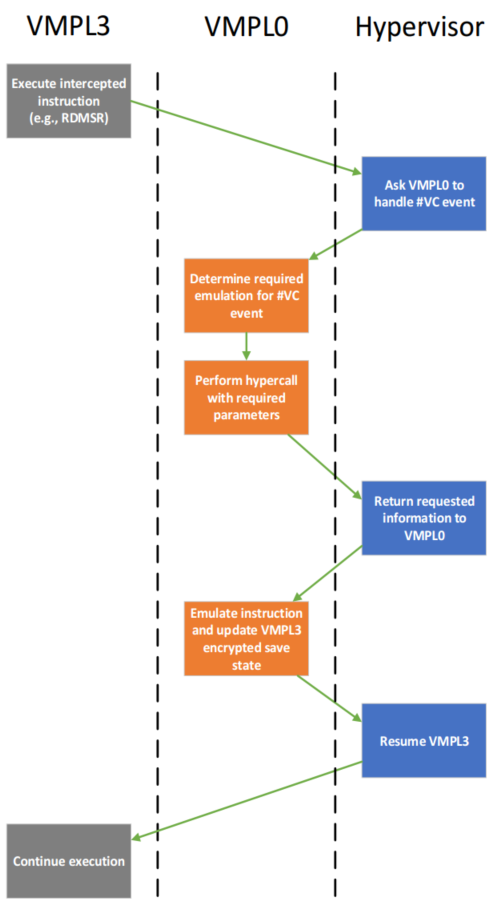 VMPL3
VMPL0
Hypervisor
Execute intercepted
instruction
(e.g., RDMSR)
Ask VMPL0 to
handle #VC event
Determine required
emulation for #VC
event
Perform hypercall
with required
parameters
Return requested
information to
VMPL0
Emulate instruction
and update VMPL3
encrypted save
state
Resume VMPL3
Continue execution